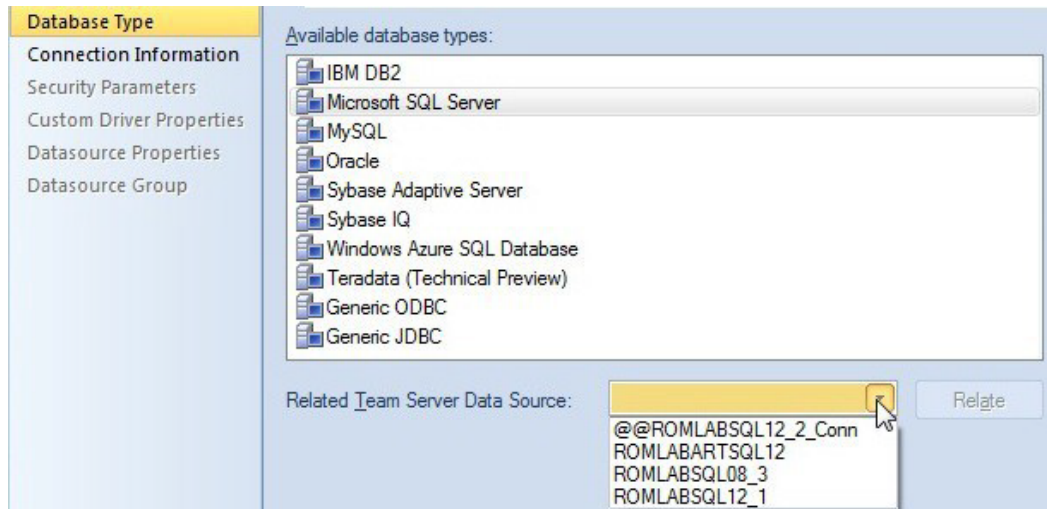 Database Type
Connection Information
Security Parameters
Custom Driver Properties
Datasource Properties
Datasource Group
Available database types:
IBM DB2
Microsoft SQL Server
MySQL
Oracle
Sybase Adaptive Server
Sybase IQ
Windows Azure SQL Database
Teradata (Technical Preview)
Generic ODBC
Generic JDBC
Related Team Server Data Source:
Relate
@@ROMLABSQL12_2_Conn
ROMLABARTSQL12
ROMLABSQL08_3
ROMLABSQL12_1